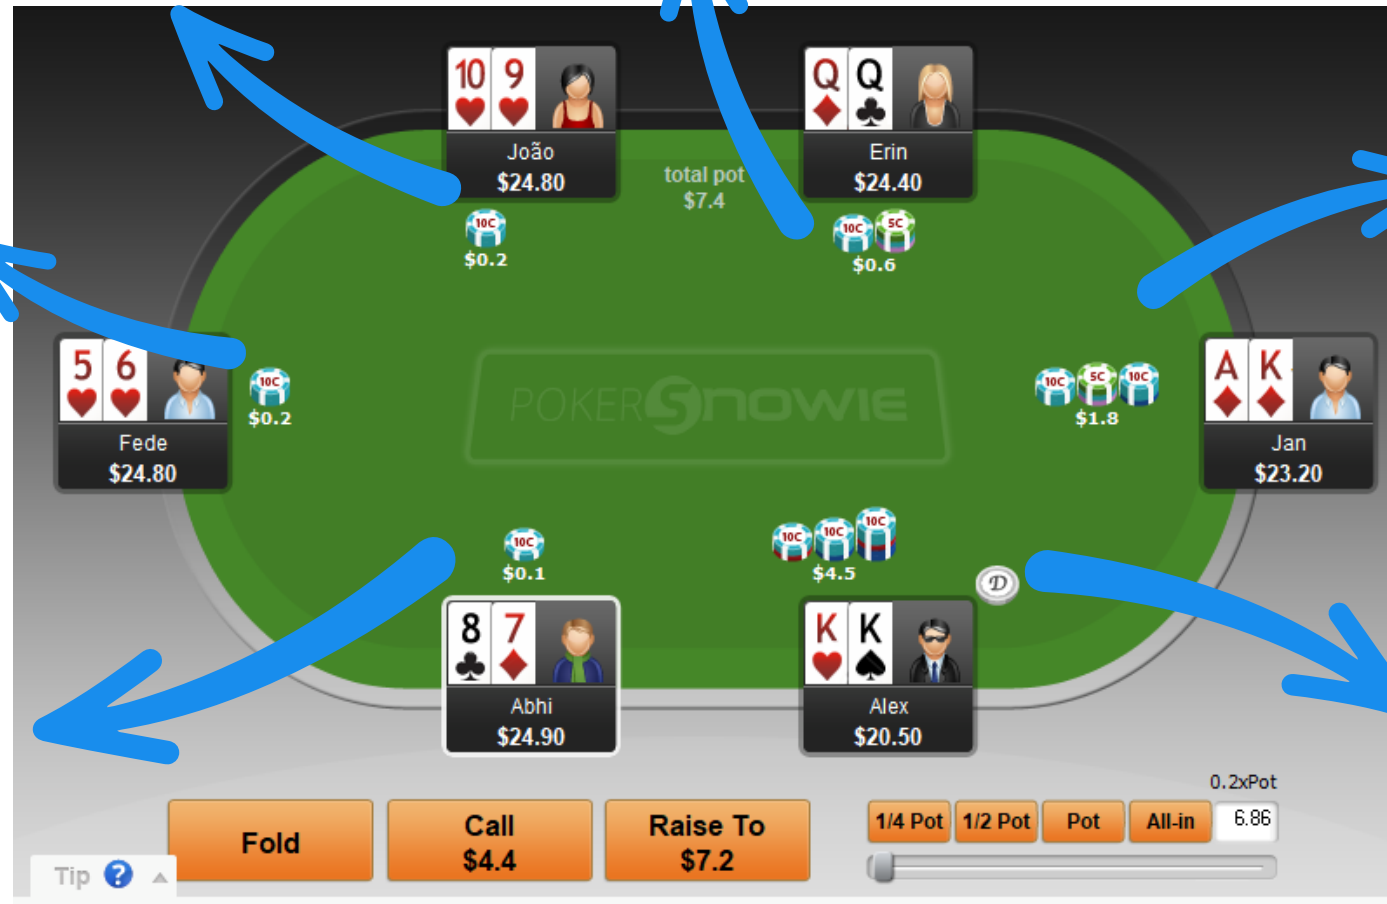 10 9
João
$24.80
10C
$0.2
total pot
$7.4
Q Q
Erin
$24.40
10C 5C
$0.6
5 6
Fede
$24.80
10C
$0.2
POKER SNOWIE
10C 5C 10C
$1.8
A K
Jan
$23.20
10C
$0.1
8 7
Abhi
$24.90
10C 10C 10C
$4.5
D
K K
Alex
$20.50
Fold
Call
$4.4
Raise To
$7.2
0.2xPot
1/4 Pot 1/2 Pot Pot All-in 6.86
Tip ?